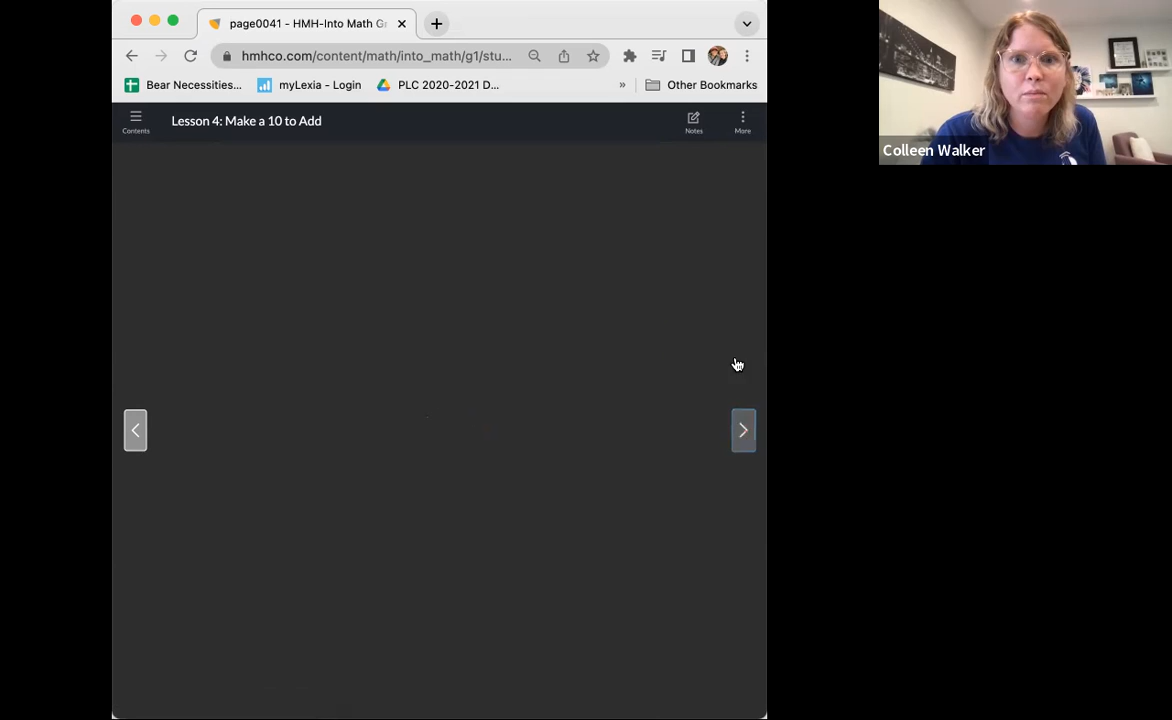 page0041 - HMH-Into Math Gr
hmhco.com/content/math/into_math/g1/stu...
Bear Necessities... myLexia - Login PLC 2020-2021 D... » Other Bookmarks
Contents Lesson 4: Make a 10 to Add Notes More
Colleen Walker